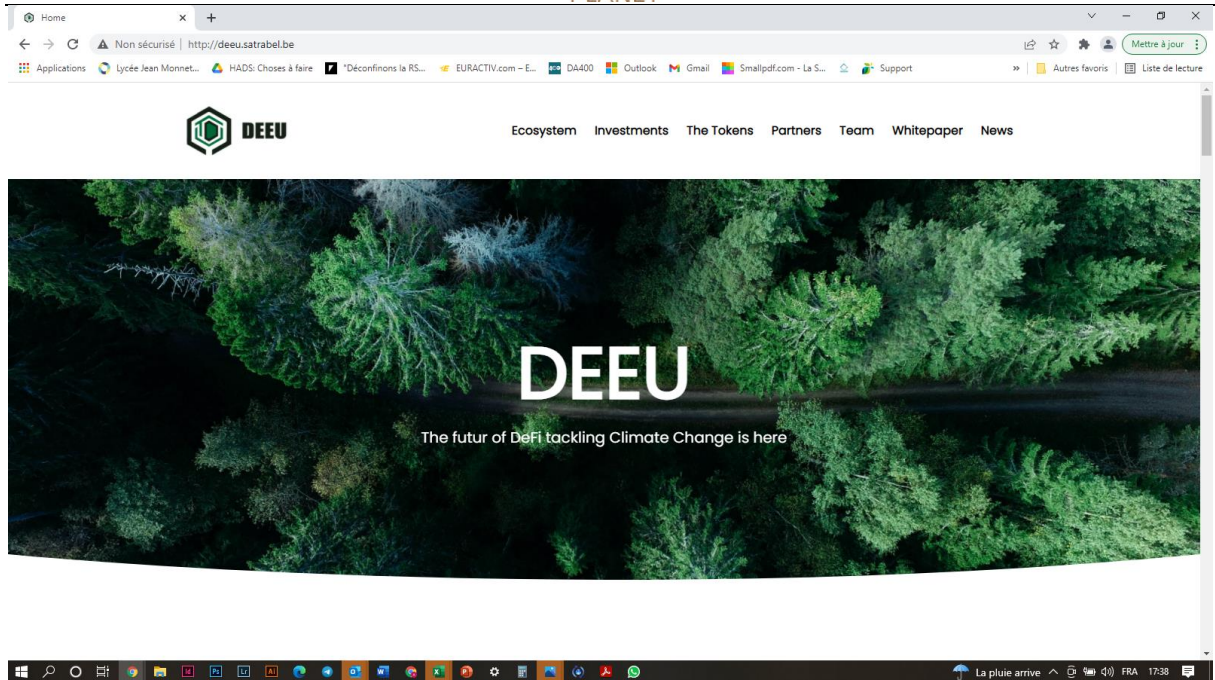 Home
Non sécurisé | http://deeu.satrabel.be
Mettre à jour
Applications Lycée Jean Monnet... HADS: Choses à faire "Déconfinons la RS... EURACTIV.com – E... DA400 Outlook Gmail Smallpdf.com - La S... Support » Autres favoris Liste de lecture
DEEU Ecosystem Investments The Tokens Partners Team Whitepaper News
DEEU
The futur of DeFi tackling Climate Change is here
La pluie arrive FRA 17:38